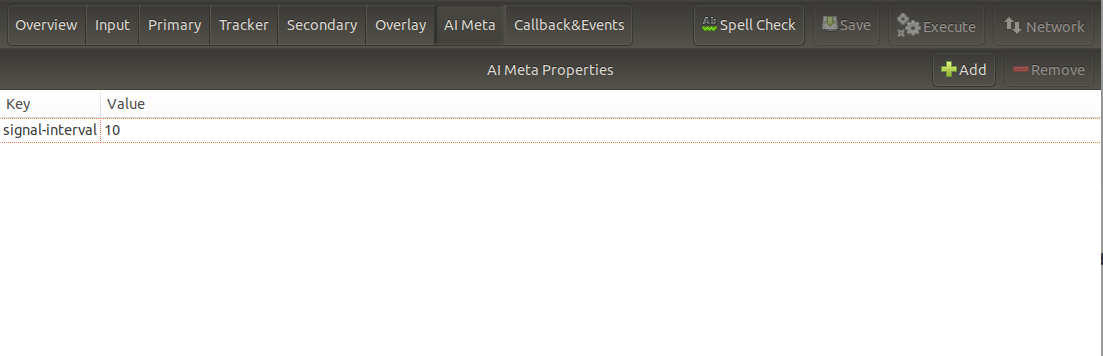 Overview Input Primary Tracker Secondary Overlay AI Meta Callback&Events Ab Spell Check Save Execute Network
AI Meta Properties Add Remove
Key Value
signal-interval 10